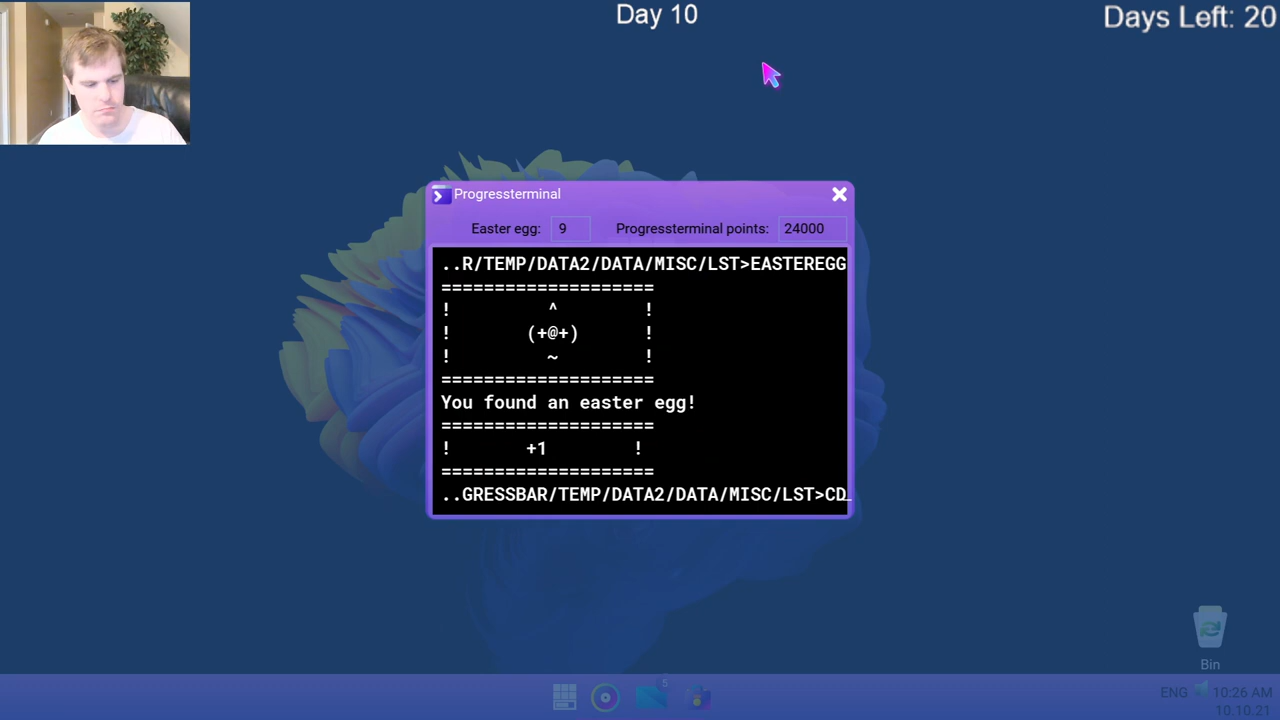 Day 10
Days Left: 20
Progressterminal
Easter egg: 9 Progressterminal points: 24000
..R/TEMP/DATA2/DATA/MISC/LST>EASTEREGG
====================
! ^ !
! (+@+) !
! ~ !
====================
You found an easter egg!
====================
! +1 !
====================
..GRESSBAR/TEMP/DATA2/DATA/MISC/LST>CD_
Bin
5
ENG 10:26 AM
10.10.21